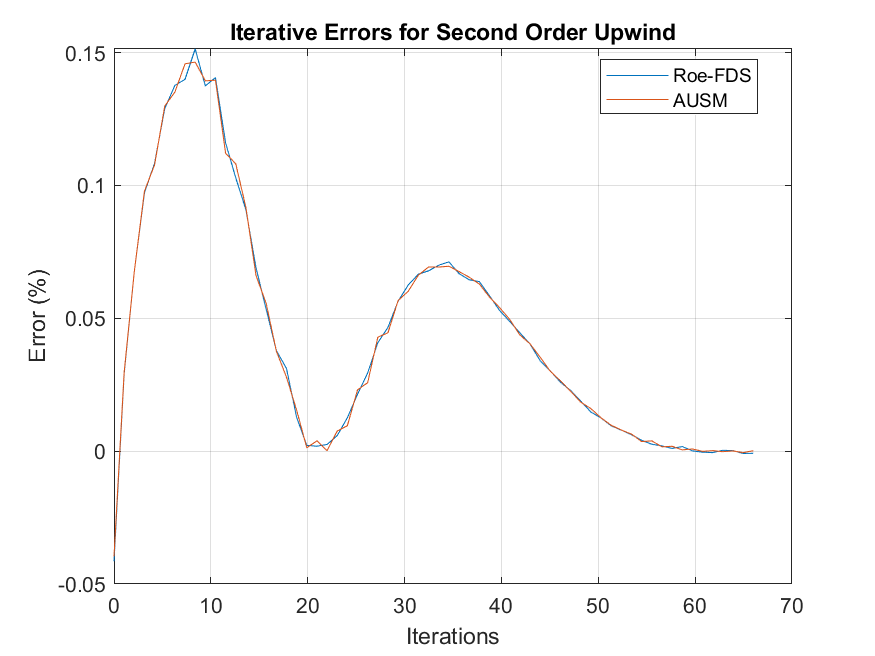 Iterative Errors for Second Order Upwind
Roe-FDS
AUSM
0.15
0.1
0.05
0
-0.05
Error (%)
0 10 20 30 40 50 60 70
Iterations